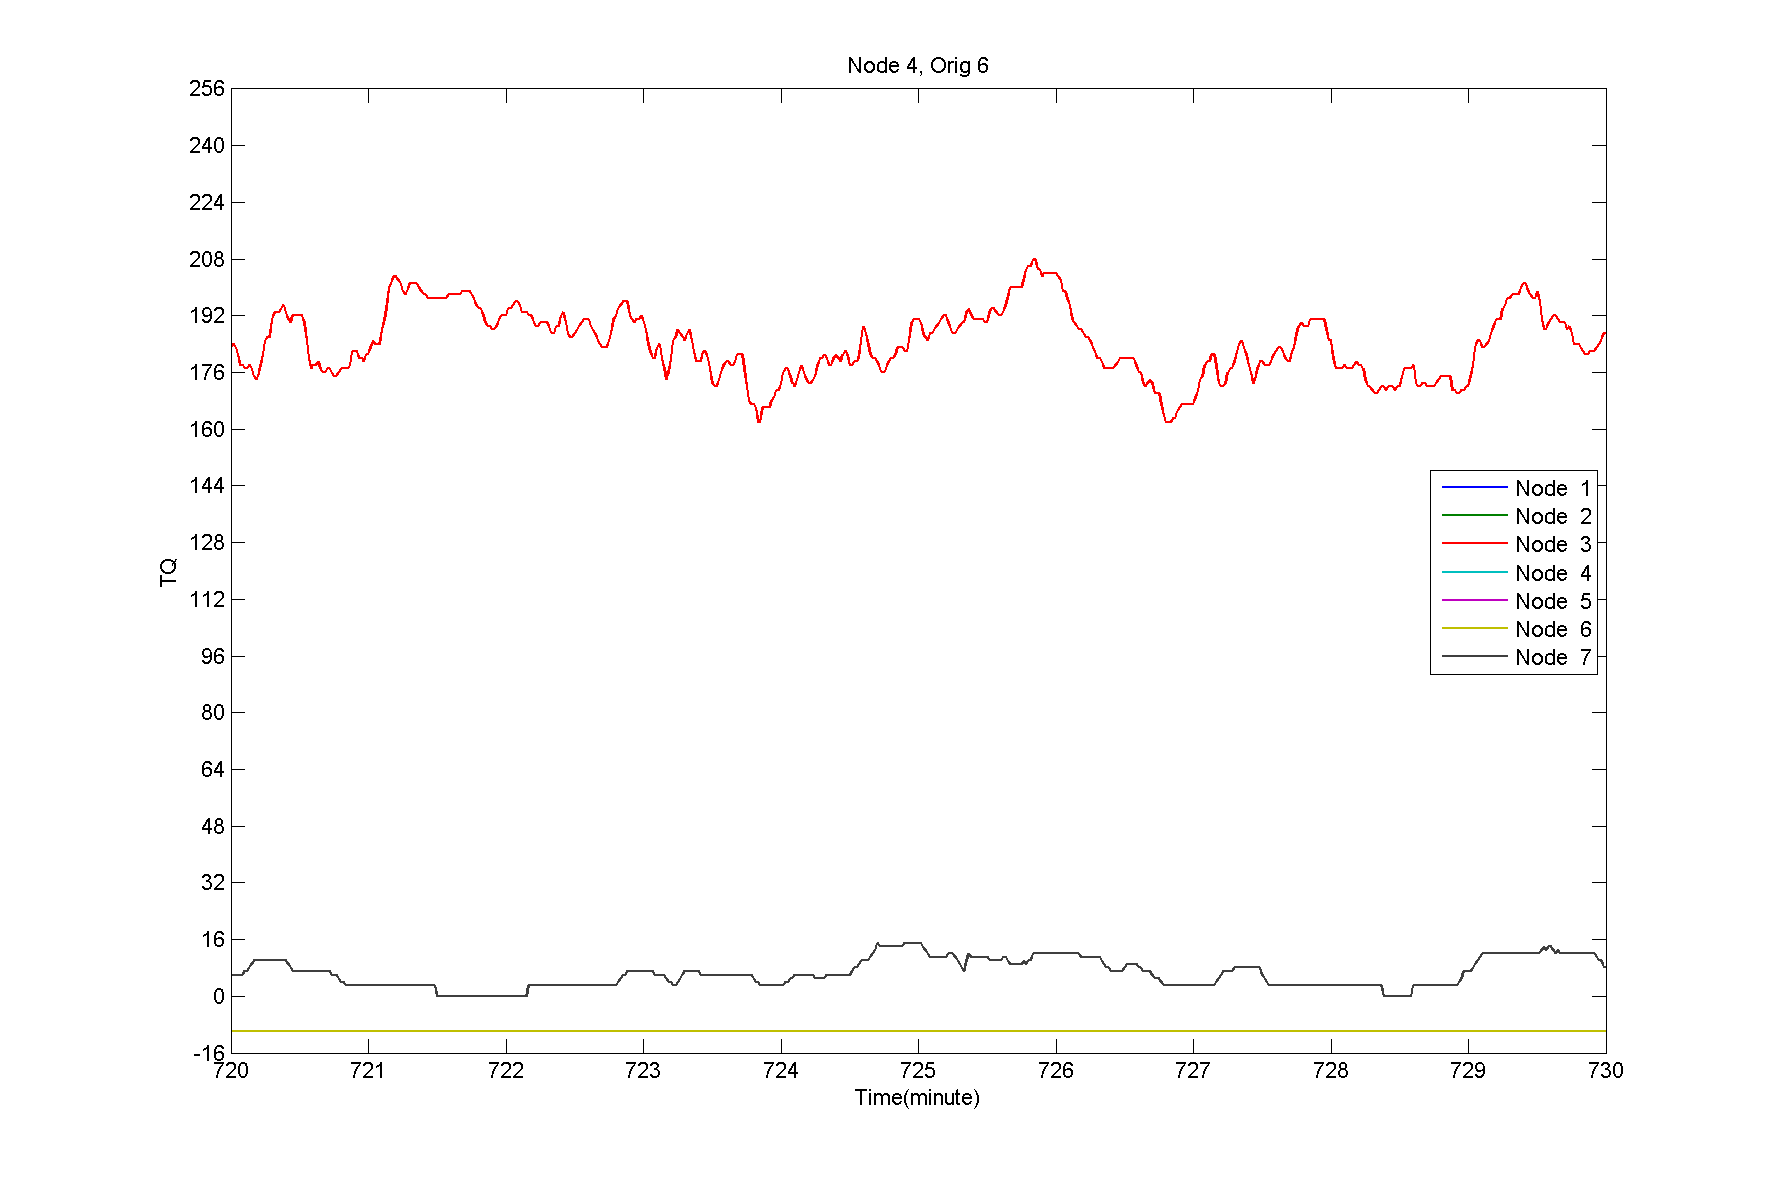 Node 4, Orig 6
256
240
224
208
192
176
160
144
128
112
96
80
64
48
32
16
0
-16
TQ
Node 1
Node 2
Node 3
Node 4
Node 5
Node 6
Node 7
720 721 722 723 724 725 726 727 728 729 730
Time(minute)